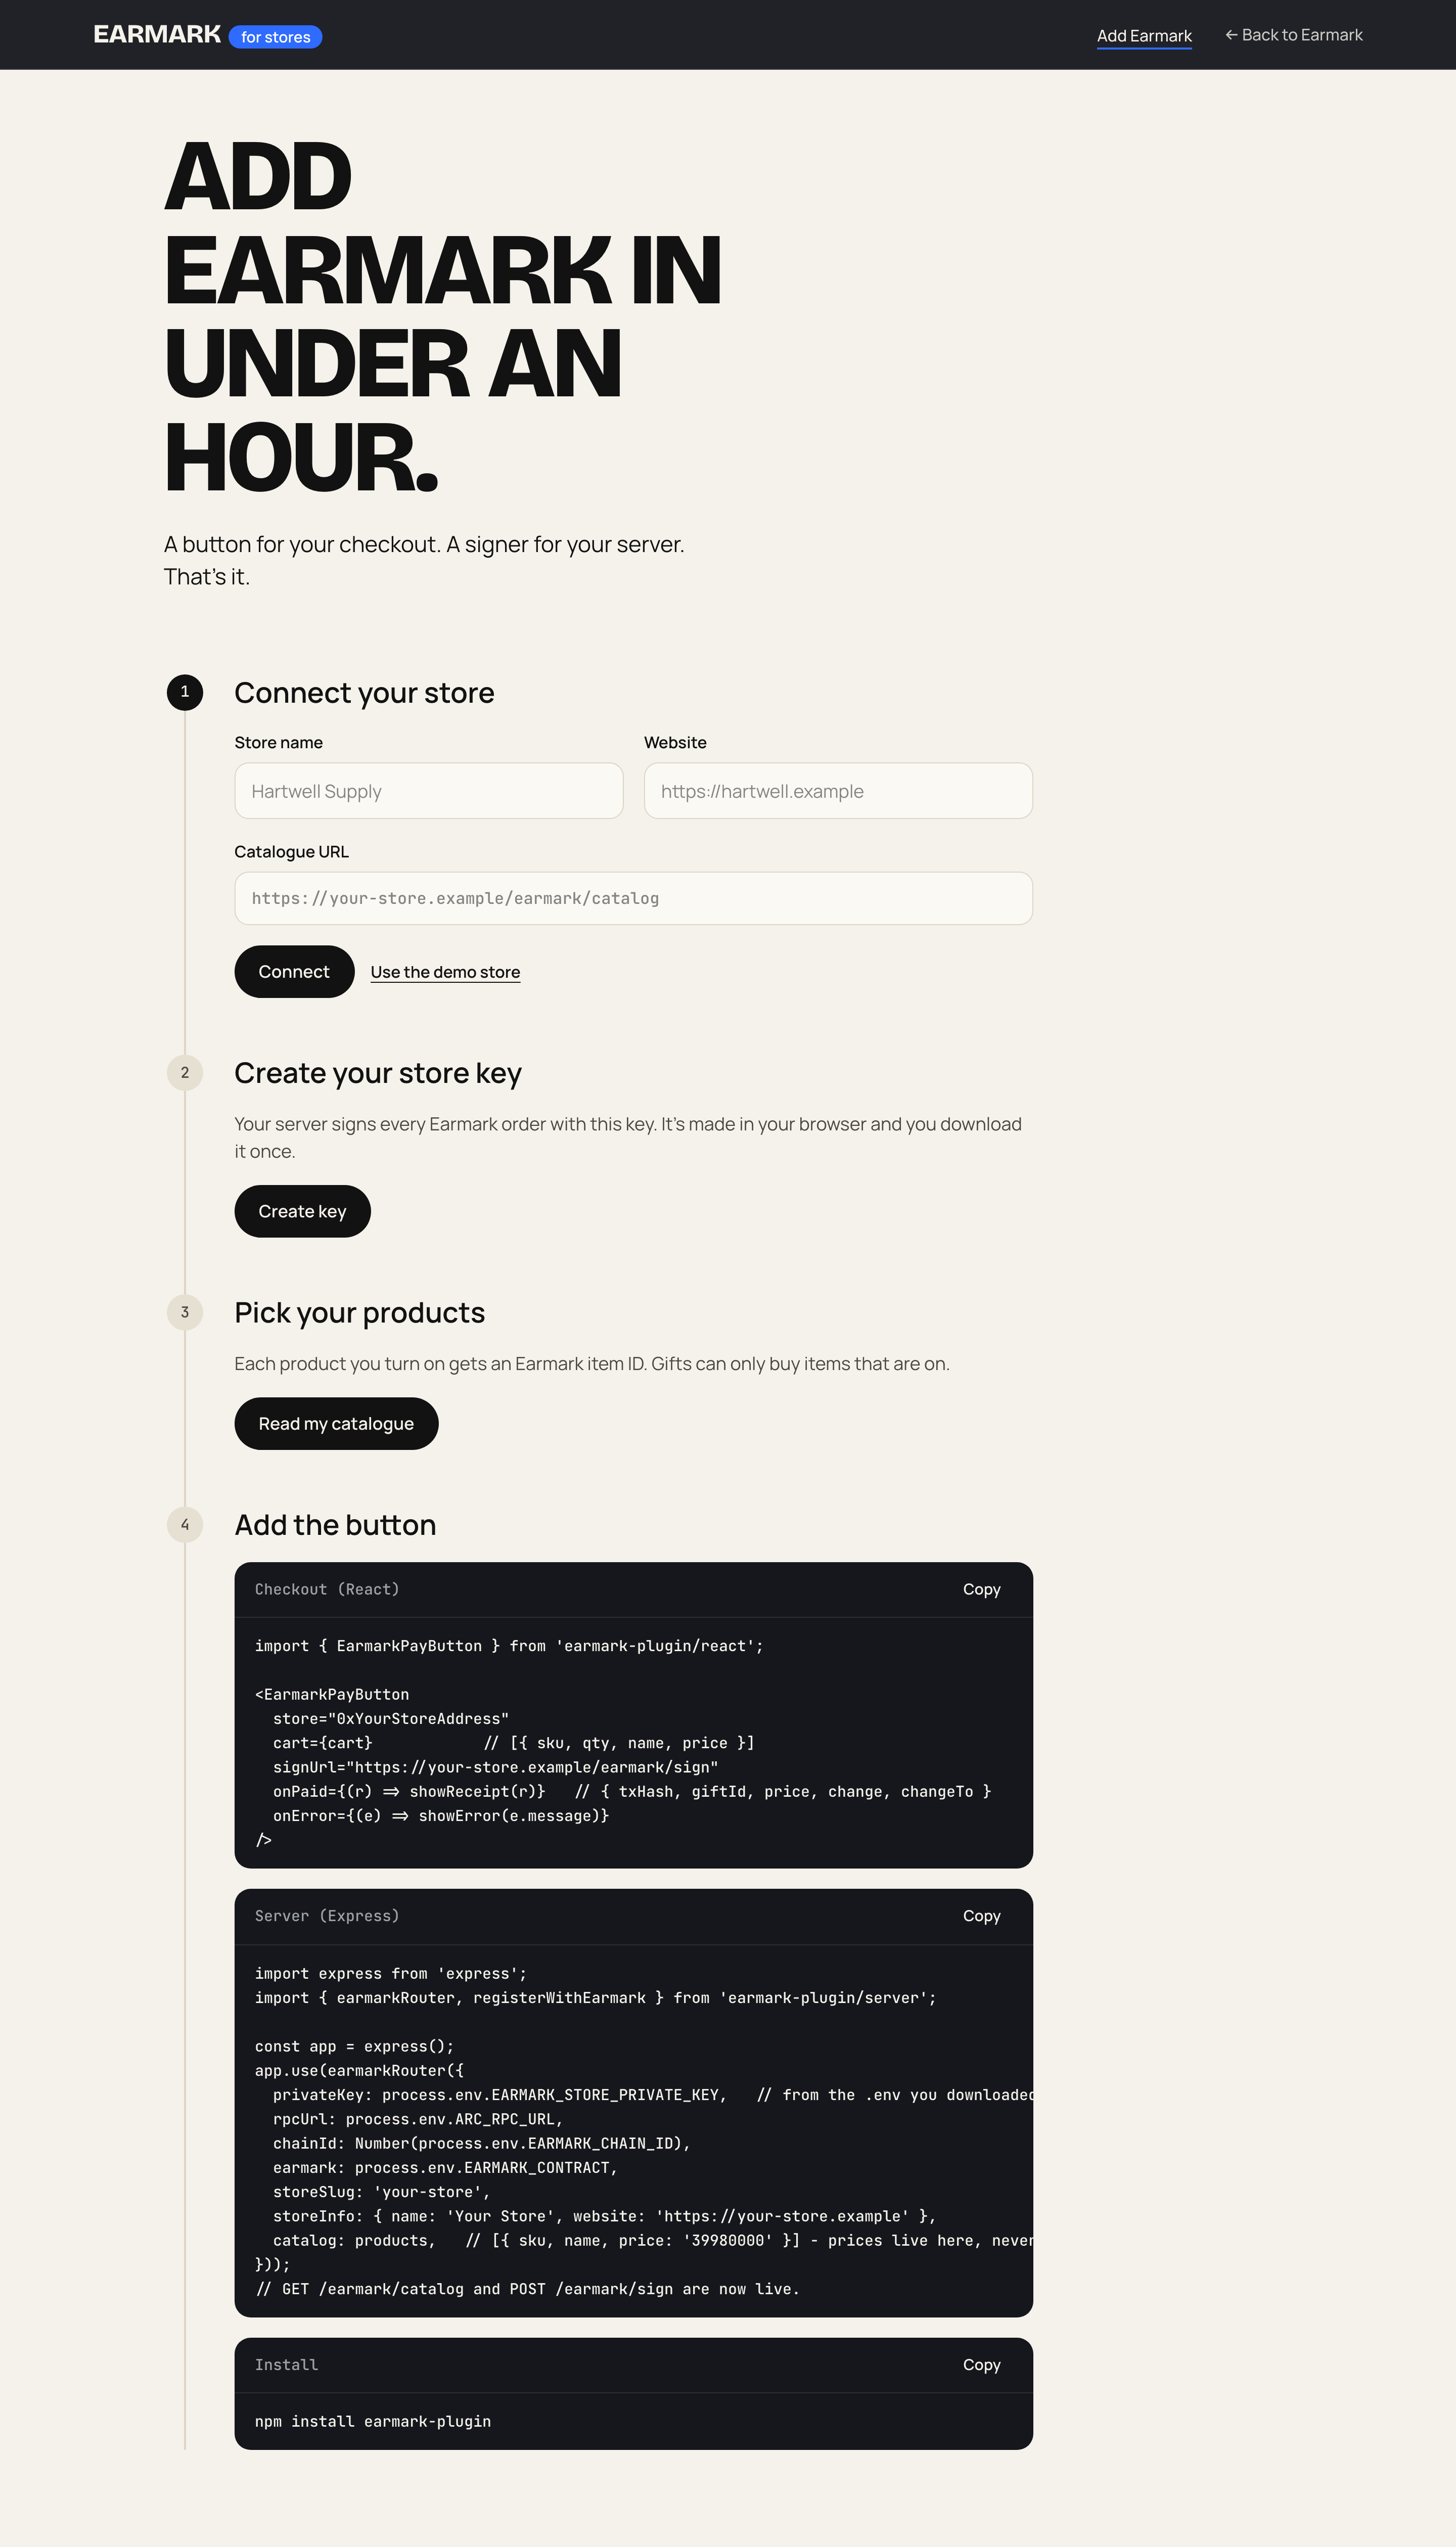 EARMARK for stores
Add Earmark
← Back to Earmark
ADD
EARMARK IN
UNDER AN
HOUR.
A button for your checkout. A signer for your server.
That’s it.
1
Connect your store
Store name
Website
Hartwell Supply
https://hartwell.example
Catalogue URL
https://your-store.example/earmark/catalog
Connect
Use the demo store
2
Create your store key
Your server signs every Earmark order with this key. It’s made in your browser and you download
it once.
Create key
3
Pick your products
Each product you turn on gets an Earmark item ID. Gifts can only buy items that are on.
Read my catalogue
4
Add the button
Checkout (React)
Copy
import { EarmarkPayButton } from 'earmark-plugin/react';
<EarmarkPayButton
  store="0xYourStoreAddress"
  cart={cart}            // [{ sku, qty, name, price }]
  signUrl="https://your-store.example/earmark/sign"
  onPaid={(r) => showReceipt(r)}   // { txHash, giftId, price, change, changeTo }
  onError={(e) => showError(e.message)}
/>
Server (Express)
Copy
import express from 'express';
import { earmarkRouter, registerWithEarmark } from 'earmark-plugin/server';
const app = express();
app.use(earmarkRouter({
  privateKey: process.env.EARMARK_STORE_PRIVATE_KEY,   // from the .env you downloaded
  rpcUrl: process.env.ARC_RPC_URL,
  chainId: Number(process.env.EARMARK_CHAIN_ID),
  earmark: process.env.EARMARK_CONTRACT,
  storeSlug: 'your-store',
  storeInfo: { name: 'Your Store', website: 'https://your-store.example' },
  catalog: products,   // [{ sku, name, price: '39980000' }] - prices live here, never
}));
// GET /earmark/catalog and POST /earmark/sign are now live.
Install
Copy
npm install earmark-plugin